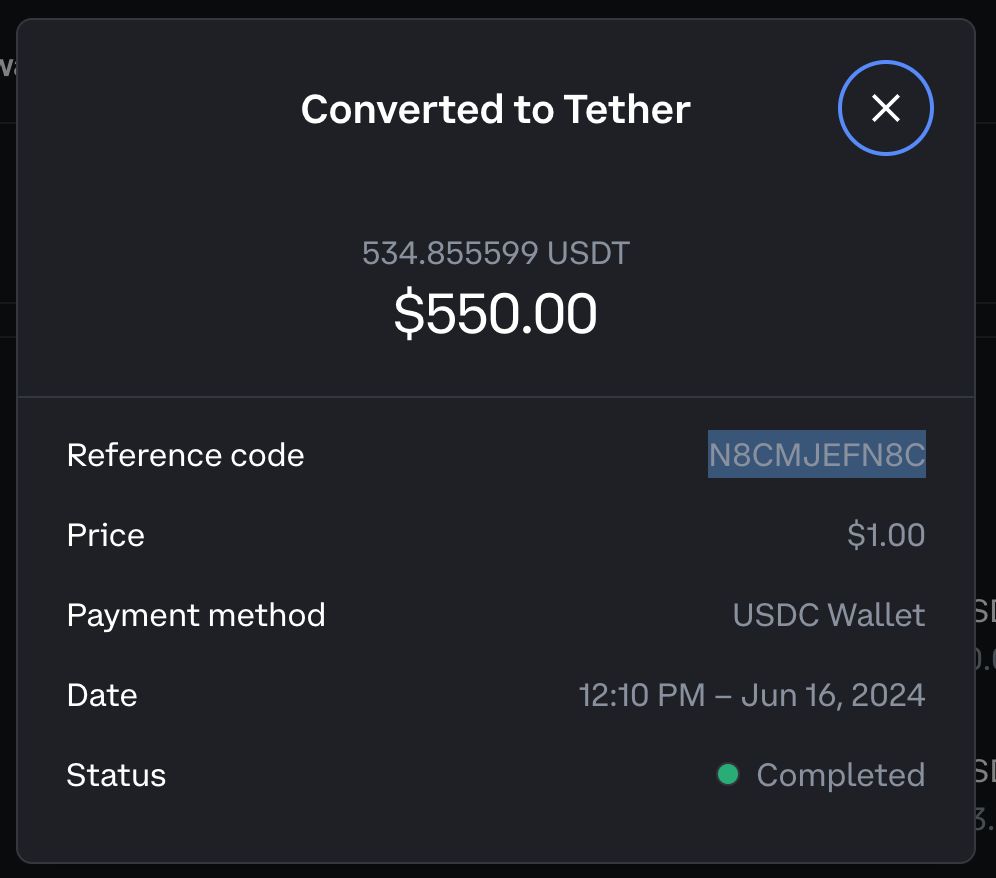 Converted to Tether
534.855599 USDT
$550.00
Reference code N8CMJEFN8C
Price $1.00
Payment method USDC Wallet
Date 12:10 PM – Jun 16, 2024
Status Completed